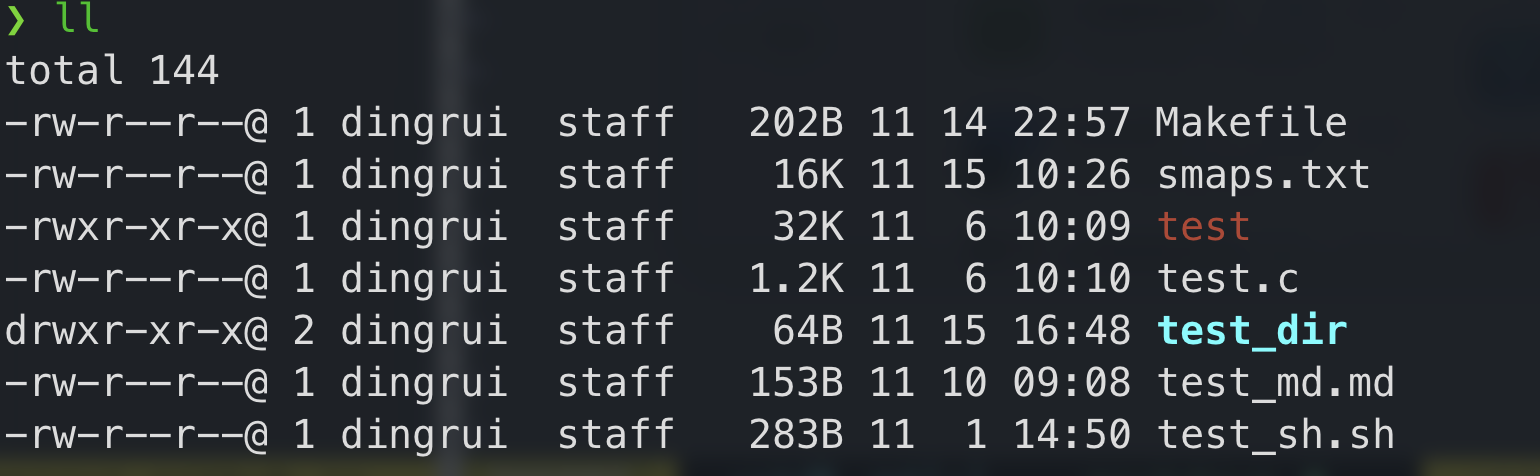 ❯ ll
total 144
-rw-r--r--@ 1 dingrui  staff   202B 11 14 22:57 Makefile
-rw-r--r--@ 1 dingrui  staff    16K 11 15 10:26 smaps.txt
-rwxr-xr-x@ 1 dingrui  staff    32K 11  6 10:09 test
-rw-r--r--@ 1 dingrui  staff   1.2K 11  6 10:10 test.c
drwxr-xr-x@ 2 dingrui  staff    64B 11 15 16:48 test_dir
-rw-r--r--@ 1 dingrui  staff   153B 11 10 09:08 test_md.md
-rw-r--r--@ 1 dingrui  staff   283B 11  1 14:50 test_sh.sh